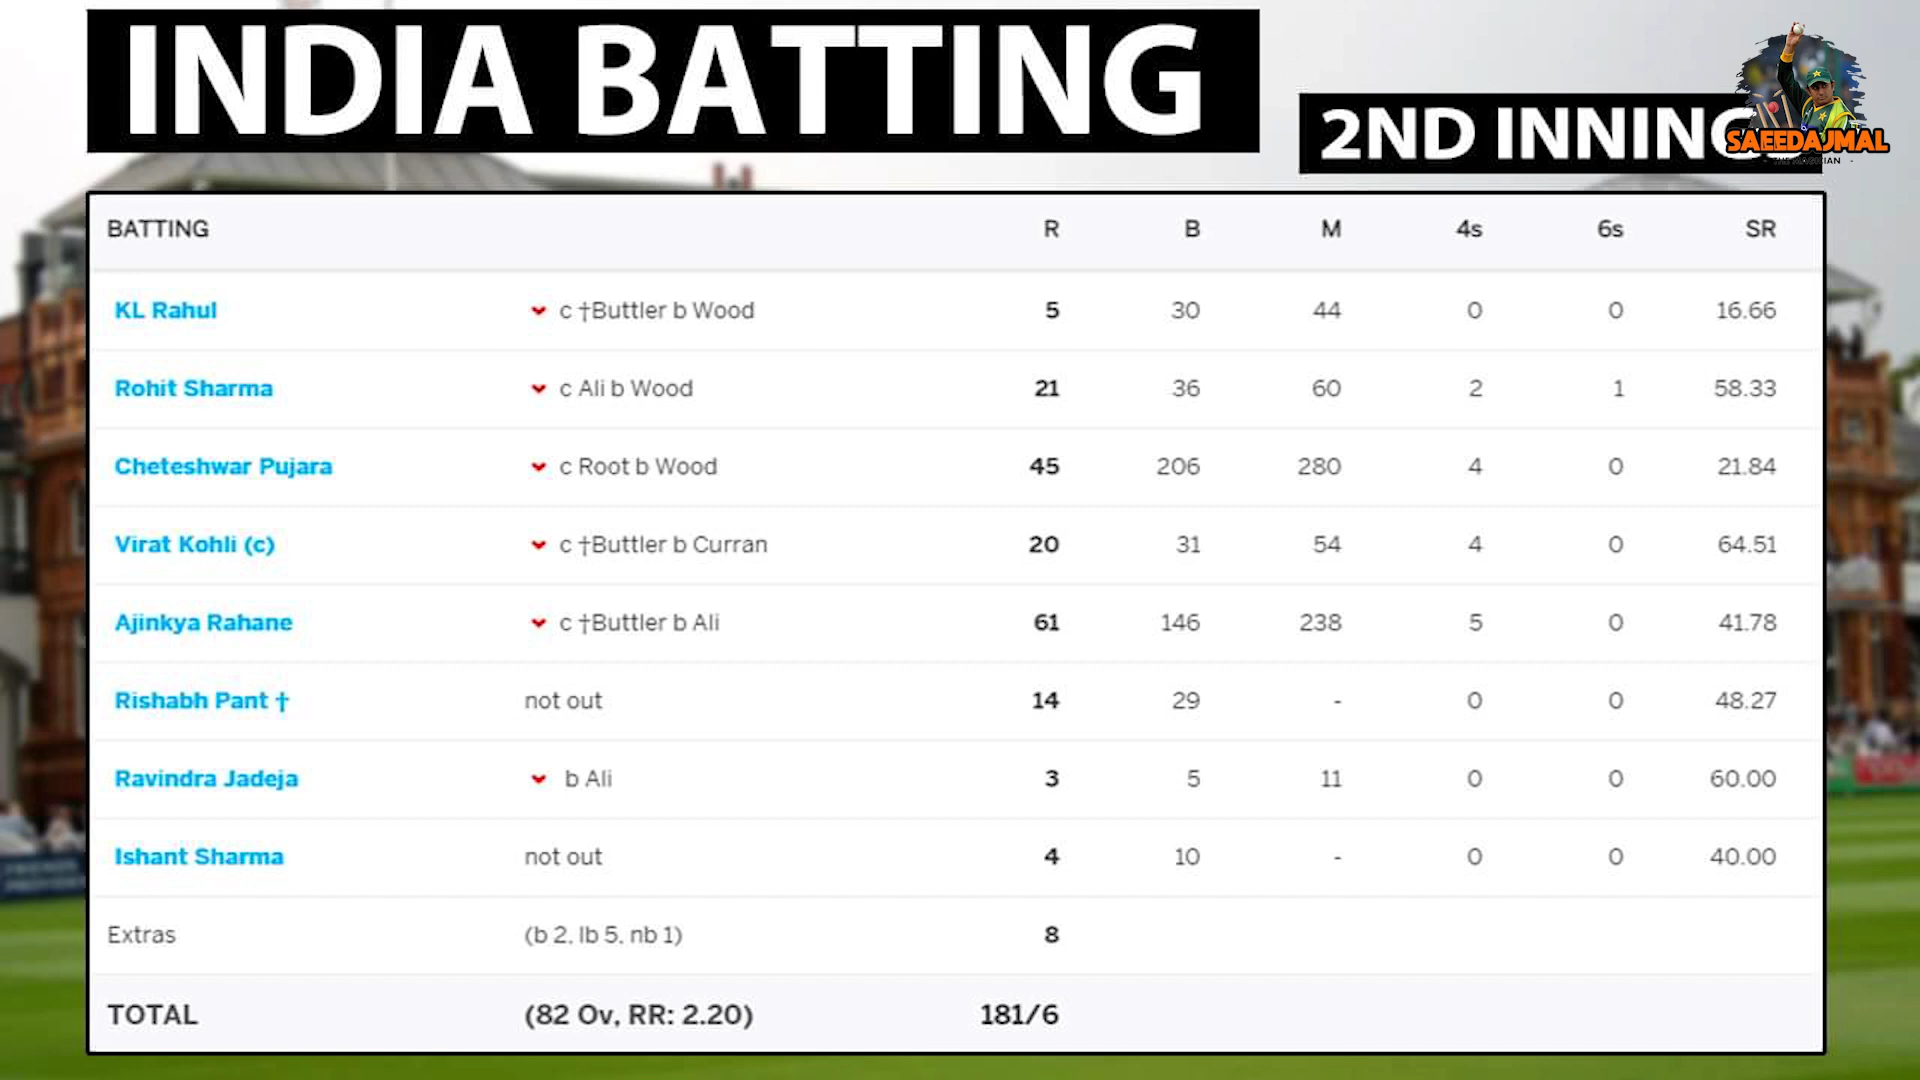 INDIA BATTING
2ND INNING
SAEEDAJMAL
- THE MAGICIAN -
BATTING R B M 4s 6s SR
KL Rahul c †Buttler b Wood 5 30 44 0 0 16.66
Rohit Sharma c Ali b Wood 21 36 60 2 1 58.33
Cheteshwar Pujara c Root b Wood 45 206 280 4 0 21.84
Virat Kohli (c) c †Buttler b Curran 20 31 54 4 0 64.51
Ajinkya Rahane c †Buttler b Ali 61 146 238 5 0 41.78
Rishabh Pant † not out 14 29 - 0 0 48.27
Ravindra Jadeja b Ali 3 5 11 0 0 60.00
Ishant Sharma not out 4 10 - 0 0 40.00
Extras (b 2, lb 5, nb 1) 8
TOTAL (82 Ov, RR: 2.20) 181/6